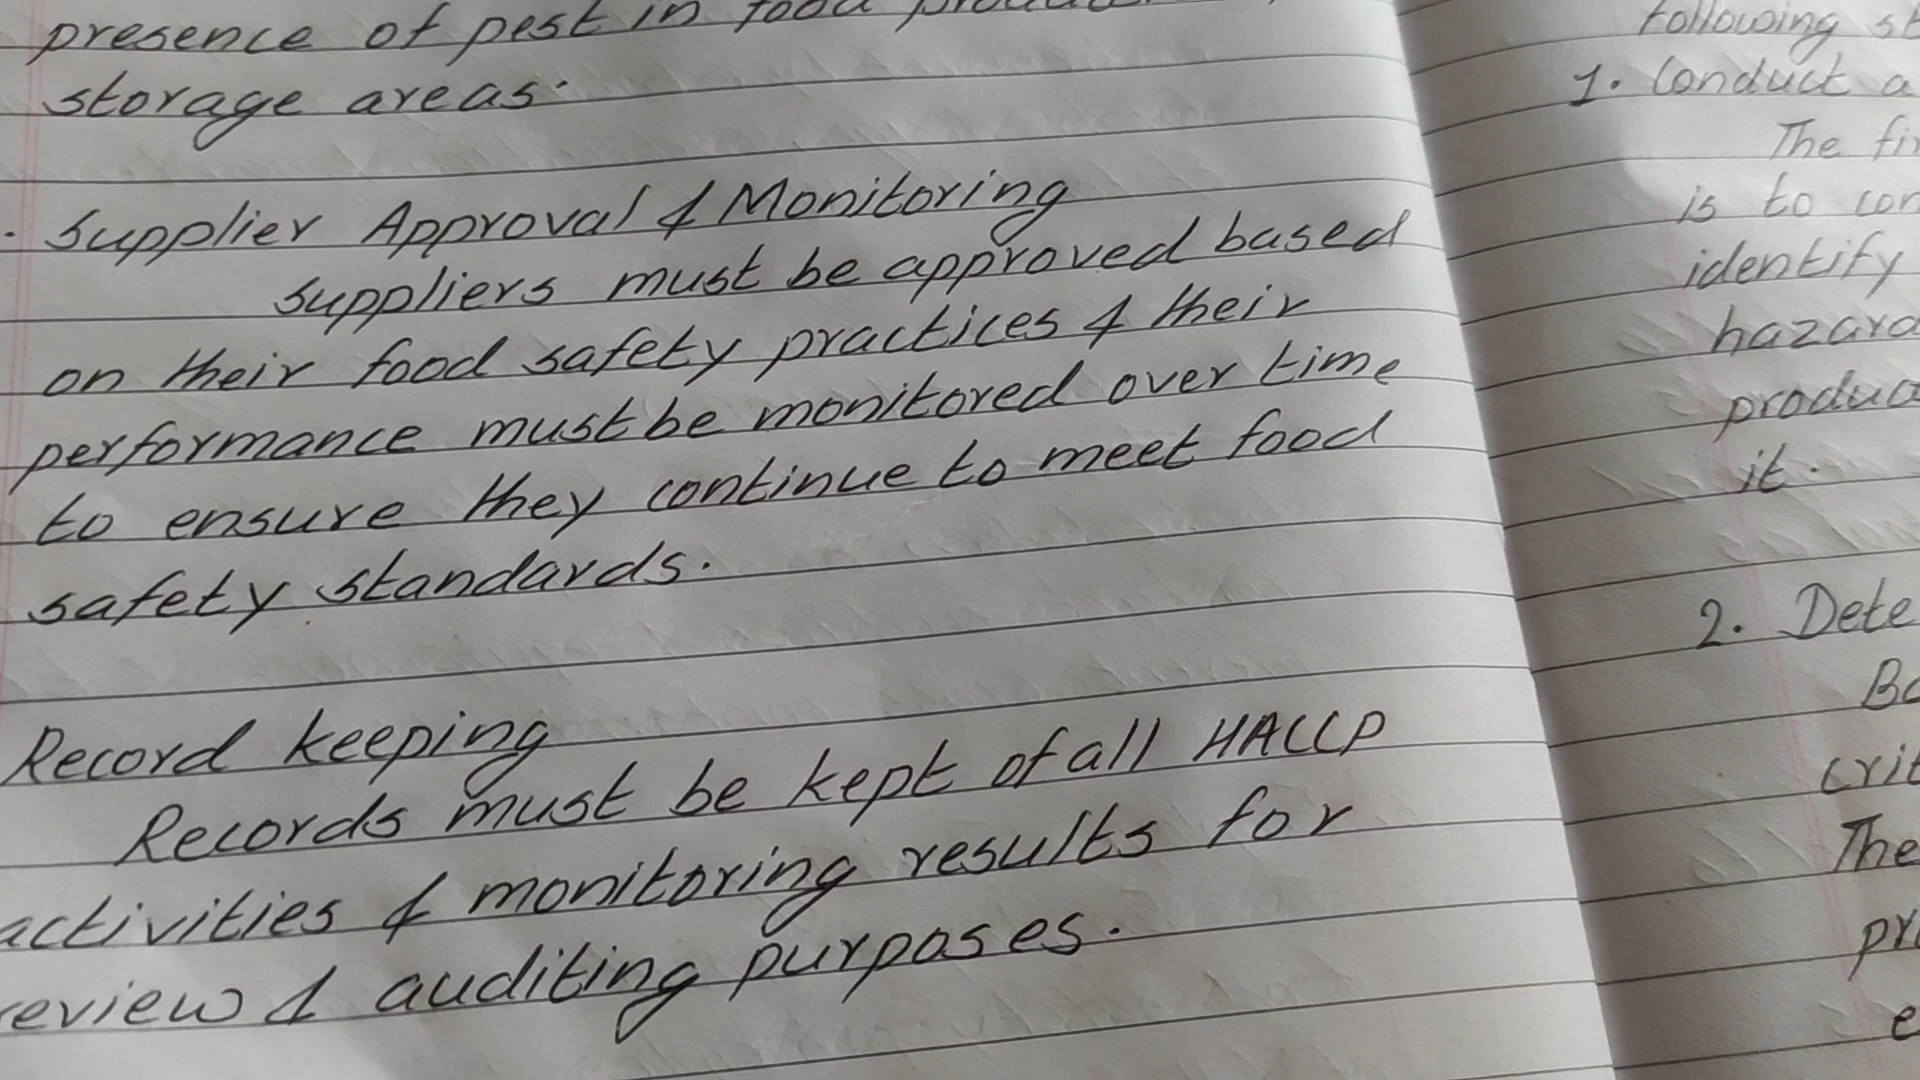 presence of pest in food
storage areas.
. Supplier Approval & Monitoring
suppliers must be approved based
on their food safety practices & their
performance must be monitored over time
to ensure they continue to meet food
safety standards.
Record keeping
Records must be kept of all HACCP
activities & monitoring results for
review & auditing purposes.
following
1. Conduct a
The
is to
identify
hazard
it.
2.
The